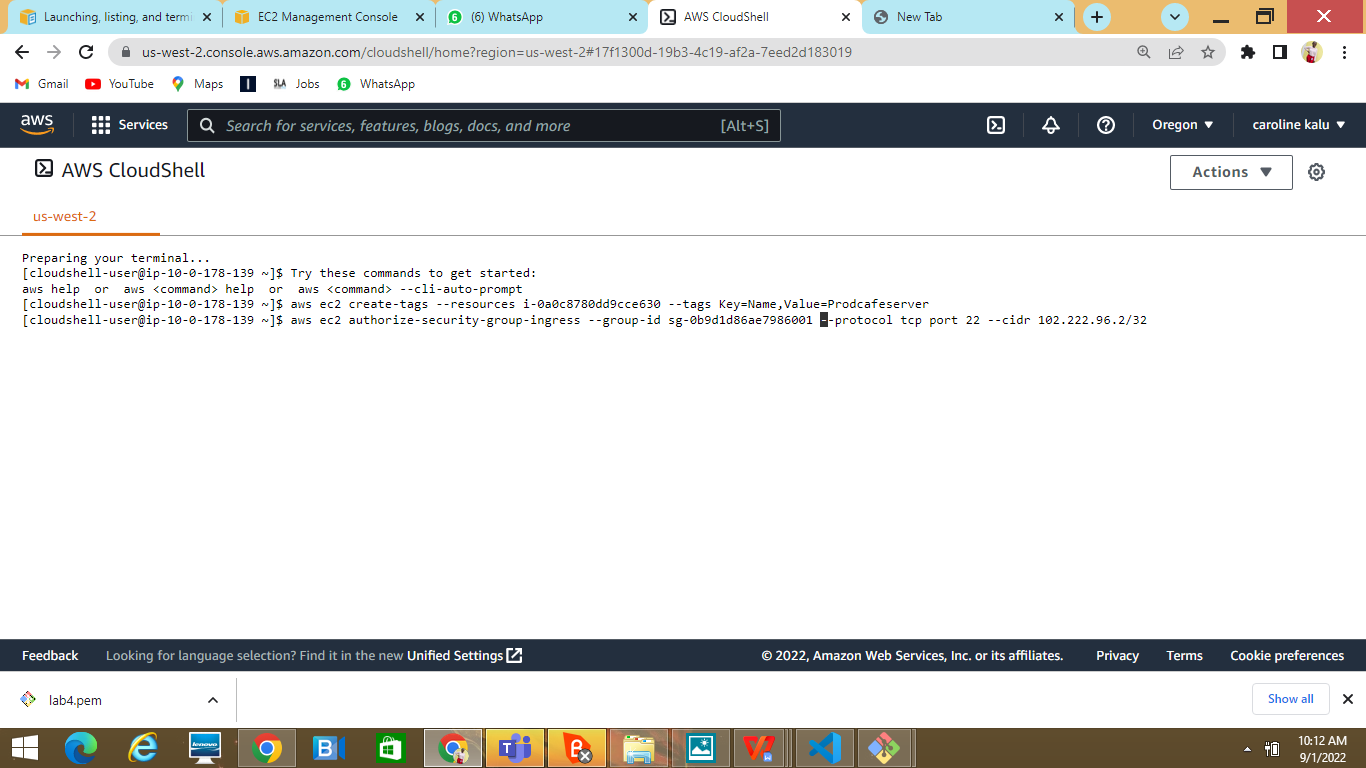 Launching, listing, and termi
EC2 Management Console
(6) WhatsApp
AWS CloudShell
New Tab
us-west-2.console.aws.amazon.com/cloudshell/home?region=us-west-2#17f1300d-19b3-4c19-af2a-7eed2d183019
Gmail
YouTube
Maps
SLA
Jobs
6
WhatsApp
aws
Services
Search for services, features, blogs, docs, and more
[Alt+S]
Oregon
caroline kalu
AWS CloudShell
Actions
us-west-2
Preparing your terminal...
[cloudshell-user@ip-10-0-178-139 ~]$ Try these commands to get started:
aws help  or  aws <command> help  or  aws <command> --cli-auto-prompt
[cloudshell-user@ip-10-0-178-139 ~]$ aws ec2 create-tags --resources i-0a0c8780dd9cce630 --tags Key=Name,Value=Prodcafeserver
[cloudshell-user@ip-10-0-178-139 ~]$ aws ec2 authorize-security-group-ingress --group-id sg-0b9d1d86ae7986001 --protocol tcp port 22 --cidr 102.222.96.2/32
Feedback
Looking for language selection? Find it in the new Unified Settings
© 2022, Amazon Web Services, Inc. or its affiliates.
Privacy
Terms
Cookie preferences
lab4.pem
Show all
lenovo
10:12 AM
9/1/2022